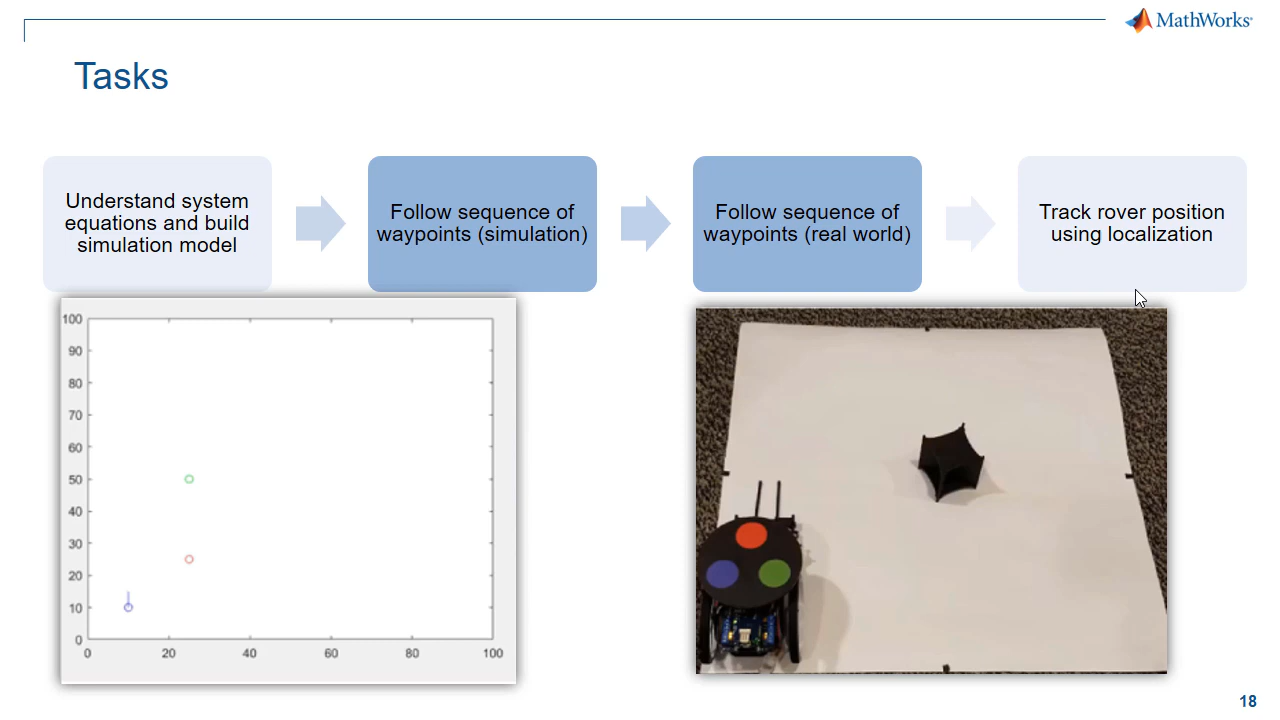 MathWorks®
Tasks
Understand system
equations and build
simulation model
Follow sequence of
waypoints (simulation)
Follow sequence of
waypoints (real world)
Track rover position
using localization
100
90
80
70
60
50
40
30
20
10
0
0 20 40 60 80 100
18